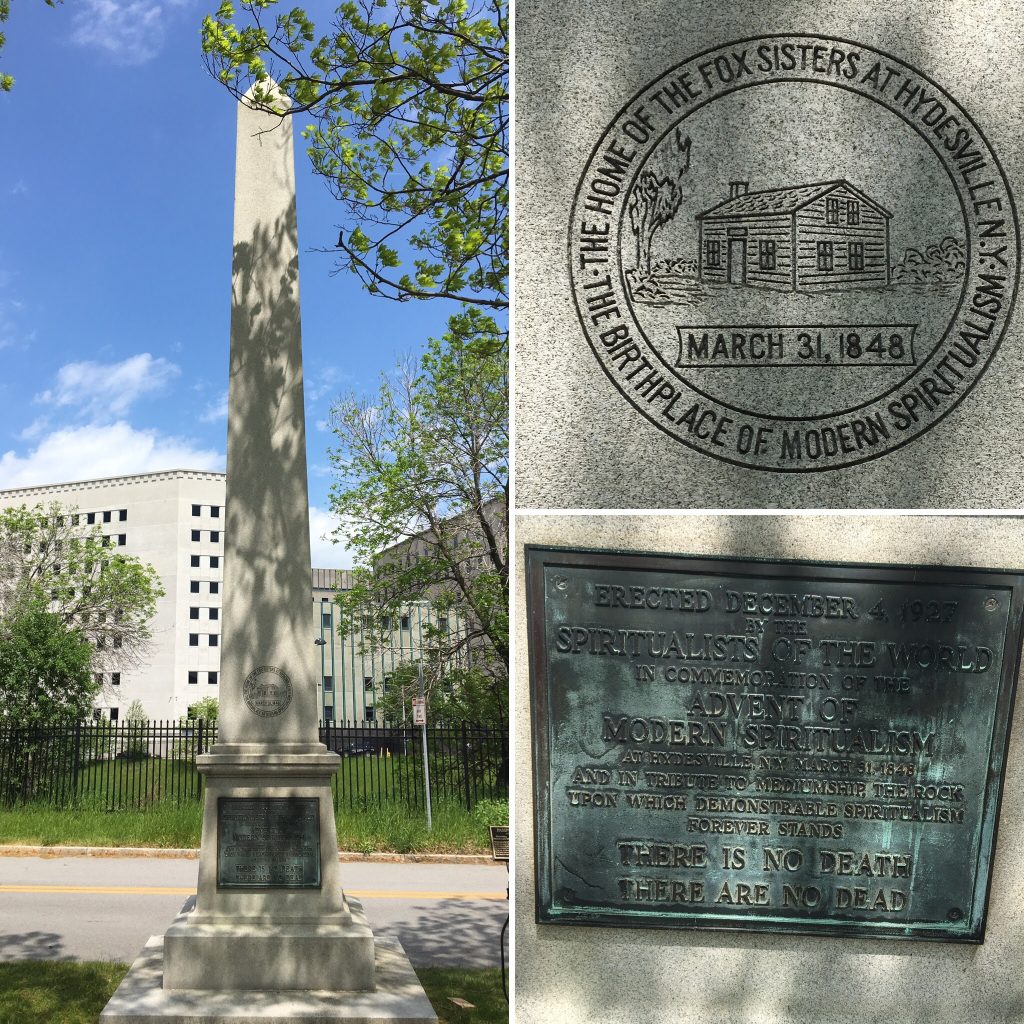 THE HOME OF THE FOX SISTERS AT HYDESVILLE N.Y.
THE BIRTHPLACE OF MODERN SPIRITUALISM
MARCH 31, 1848
ERECTED DECEMBER 4, 1927
BY THE
SPIRITUALISTS OF THE WORLD
IN COMMEMORATION OF THE
ADVENT OF
MODERN SPIRITUALISM
AT HYDESVILLE, N.Y. MARCH 31, 1848
AND IN TRIBUTE TO MEDIUMSHIP, THE ROCK
UPON WHICH DEMONSTRABLE SPIRITUALISM
FOREVER STANDS
THERE IS NO DEATH
THERE ARE NO DEAD